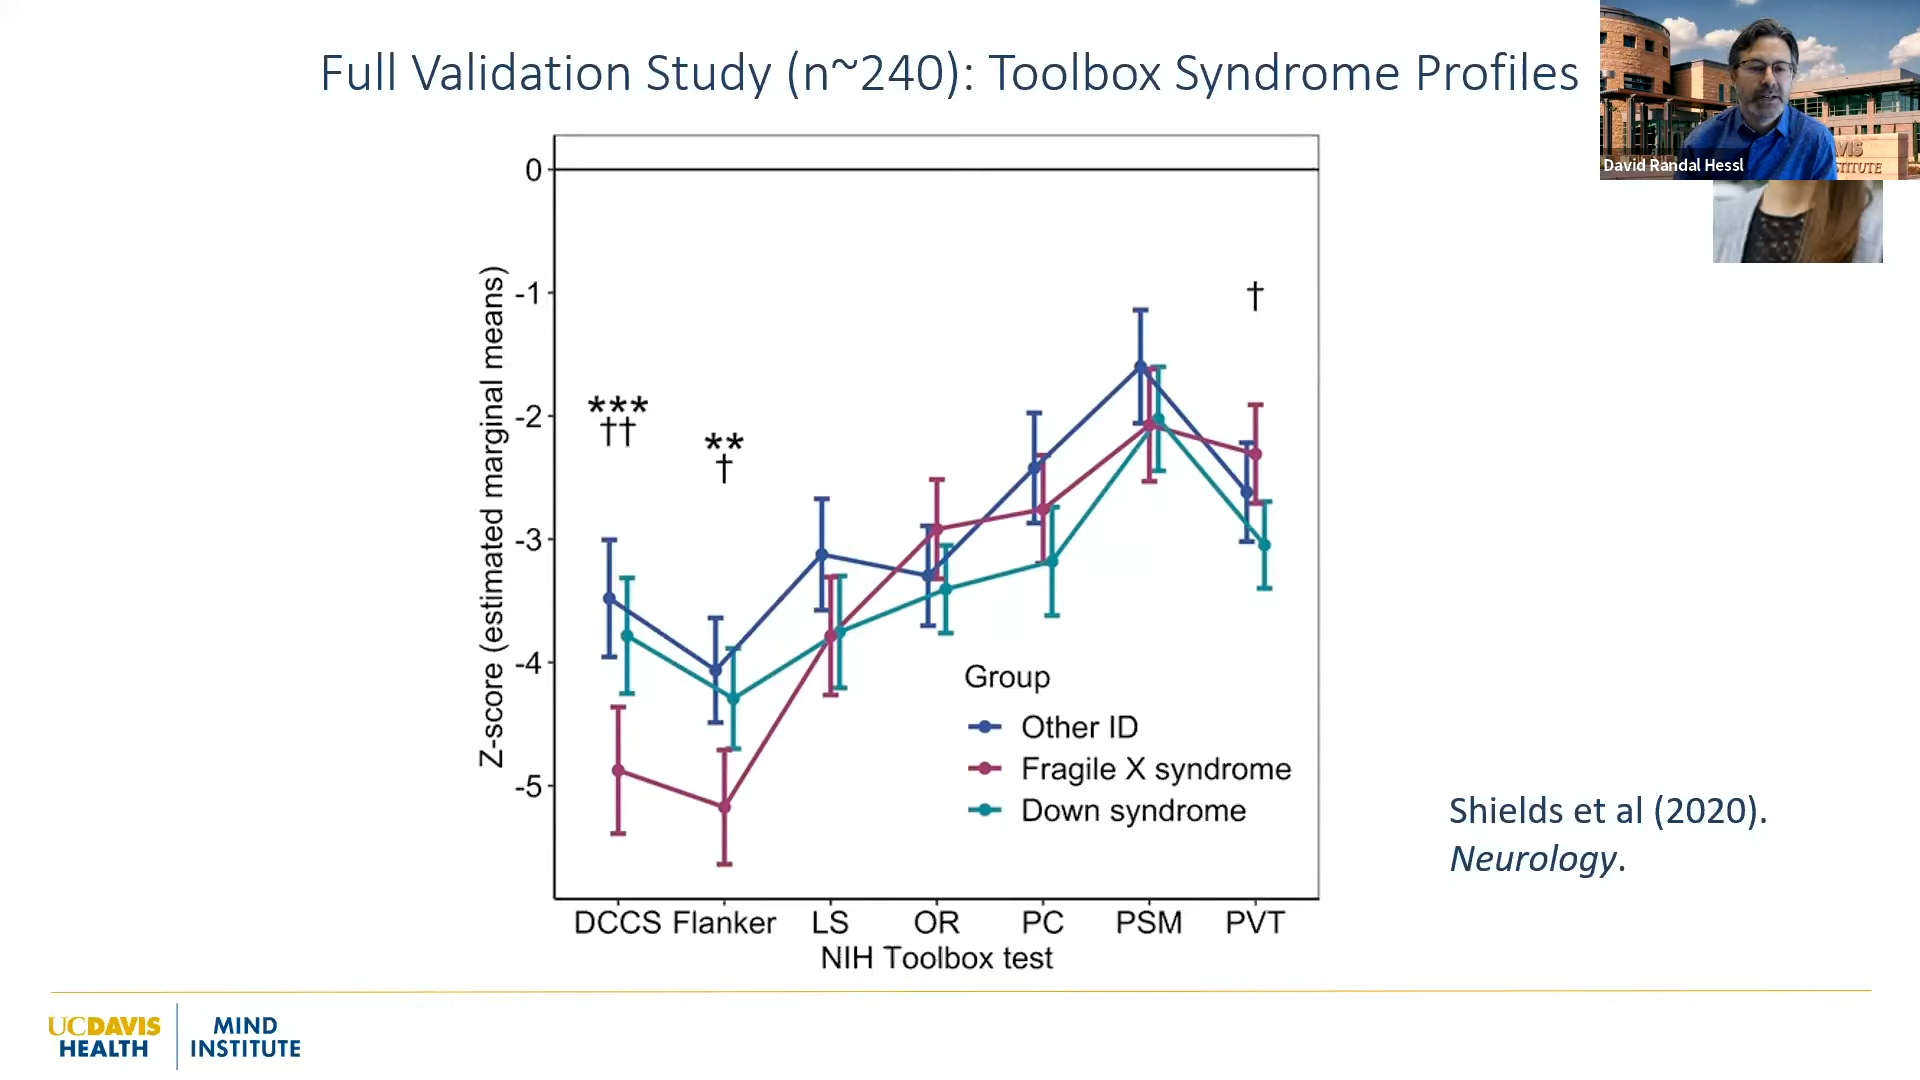 Full Validation Study (n~240): Toolbox Syndrome Profiles
David Randal Hessl
AVIS
STITUTE
0
-1
-2
-3
-4
-5
Z-score (estimated marginal means)
***
††
**
†
†
Group
Other ID
Fragile X syndrome
Down syndrome
DCCS Flanker LS OR PC PSM PVT
NIH Toolbox test
Shields et al (2020).
Neurology.
UCDAVIS
HEALTH
MIND
INSTITUTE